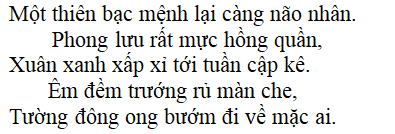 Một thiên bạc mệnh lại càng não nhân.
Phong lưu rất mực hồng quần,
Xuân xanh xấp xỉ tới tuần cập kê.
Êm đềm trướng rủ màn che,
Tường đông ong bướm đi về mặc ai.